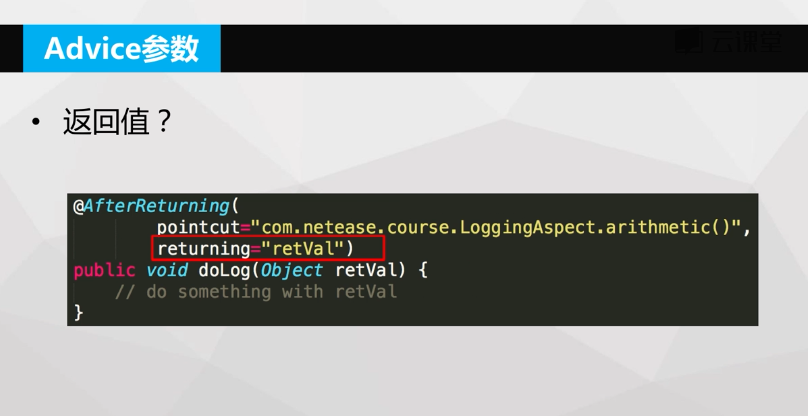 Advice参数
云课堂
• 返回值？
@AfterReturning(
pointcut="com.netease.course.LoggingAspect.arithmetic()",
returning="retVal")
public void doLog(Object retVal) {
// do something with retVal
}